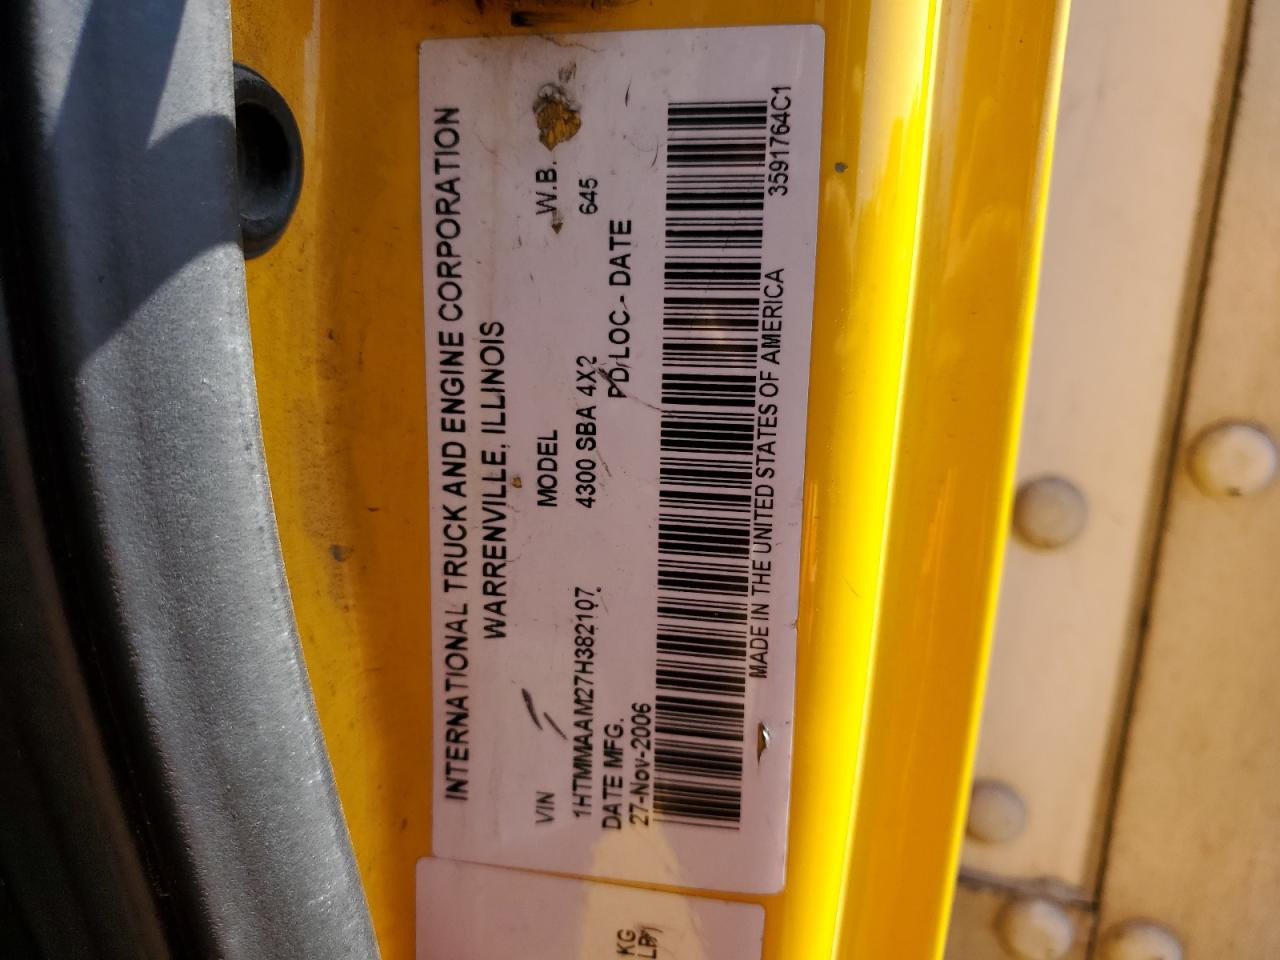 INTERNATIONAL TRUCK AND ENGINE CORPORATION
WARRENVILLE, ILLINOIS
VIN MODEL W.B.
1HTMMAAM27H382107 4300 SBA 4X2 645
DATE MFG. PD LOC - DATE
27-Nov-2006
MADE IN THE UNITED STATES OF AMERICA 3591764C1
KG
LB